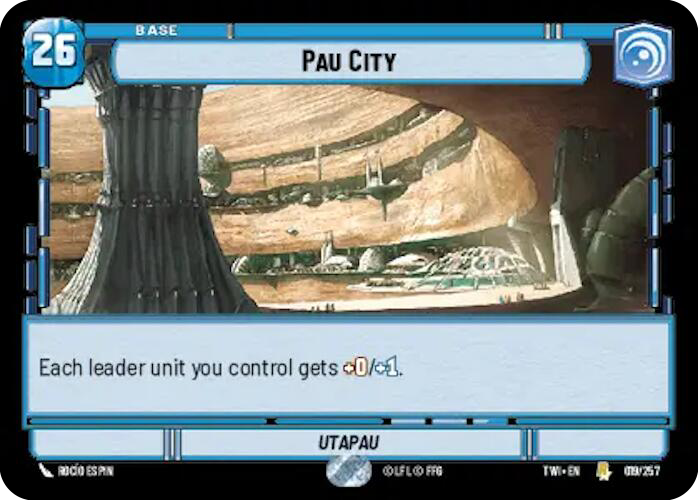 BASE
26
PAU CITY
Each leader unit you control gets +0/+1.
UTAPAU
ROCÍO ESPIN
© LFL © FFG
TWI • EN
019/257